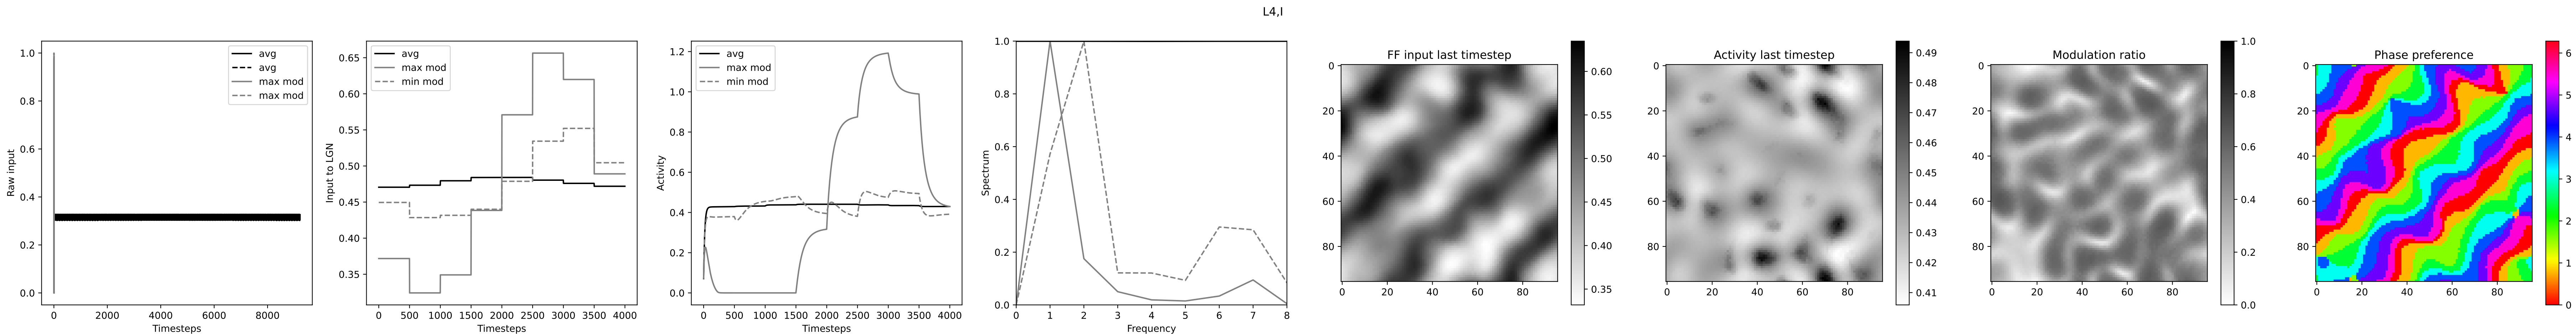 L4,I
Raw input
1.0
0.8
0.6
0.4
0.2
0.0
avg
avg
max mod
max mod
0 2000 4000 6000 8000
Timesteps
Input to LGN
0.65
0.60
0.55
0.50
0.45
0.40
0.35
avg
max mod
min mod
0 500 1000 1500 2000 2500 3000 3500 4000
Timesteps
Activity
1.2
1.0
0.8
0.6
0.4
0.2
0.0
avg
max mod
min mod
0 500 1000 1500 2000 2500 3000 3500 4000
Timesteps
Spectrum
1.0
0.8
0.6
0.4
0.2
0.0
0 1 2 3 4 5 6 7 8
Frequency
FF input last timestep
0
20
40
60
80
0 20 40 60 80
0.60
0.55
0.50
0.45
0.40
0.35
Activity last timestep
0
20
40
60
80
0 20 40 60 80
0.49
0.48
0.47
0.46
0.45
0.44
0.43
0.42
0.41
Modulation ratio
0
20
40
60
80
0 20 40 60 80
1.0
0.8
0.6
0.4
0.2
0.0
Phase preference
0
20
40
60
80
0 20 40 60 80
6
5
4
3
2
1
0